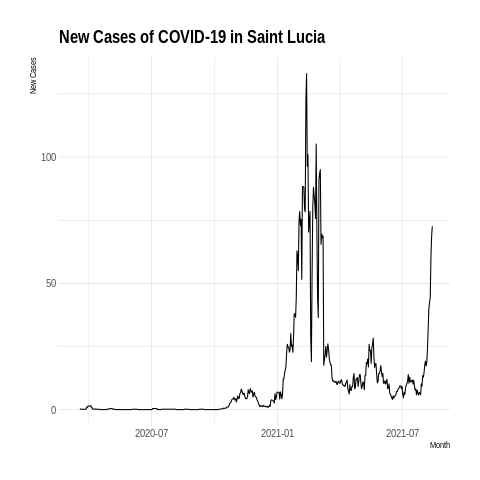 New Cases of COVID-19 in Saint Lucia
New Cases
100
50
0
2020-07
2021-01
2021-07
Month